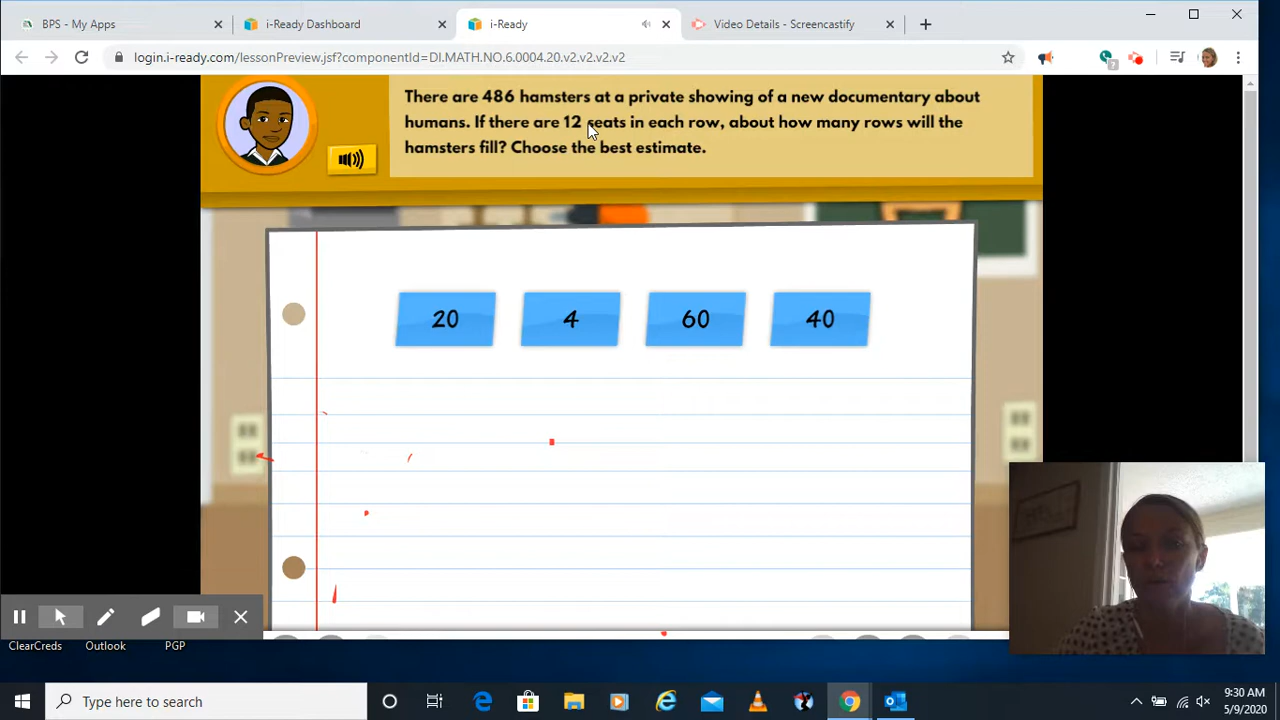 BPS - My Apps
i-Ready Dashboard
i-Ready
Video Details - Screencastify
login.i-ready.com/lessonPreview.jsf?componentId=DI.MATH.NO.6.0004.20.v2.v2.v2.v2
There are 486 hamsters at a private showing of a new documentary about
humans. If there are 12 seats in each row, about how many rows will the
hamsters fill? Choose the best estimate.
20
4
60
40
ClearCreds
Outlook
PGP
Type here to search
9:30 AM
5/9/2020